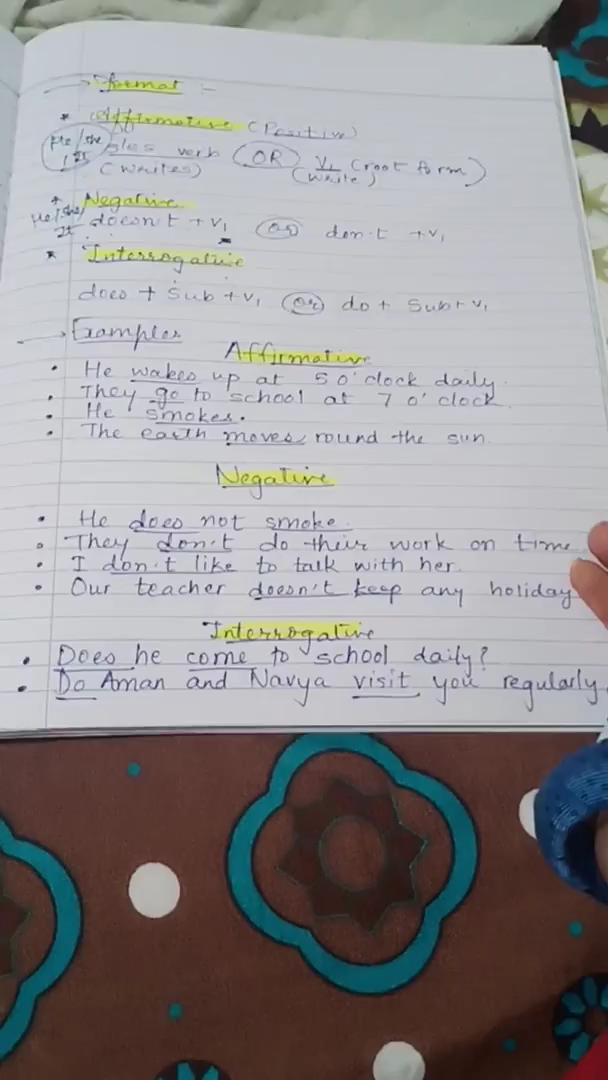 → Format :-
* Affirmative (Positive)
He/she/It s/es verb OR V1 (root form)
(writes) (write)
* Negative
He/she/It doesn't + V1 OR don't + V1
* Interrogative
does + Sub + V1 OR do + Sub + V1
→ Examples
Affirmative
• He wakes up at 5 o'clock daily.
• They go to school at 7 o'clock.
• He smokes.
• The earth moves round the sun.
Negative
• He does not smoke.
• They don't do their work on time
• I don't like to talk with her.
• Our teacher doesn't keep any holiday
Interrogative
• Does he come to school daily?
• Do Aman and Navya visit you regularly